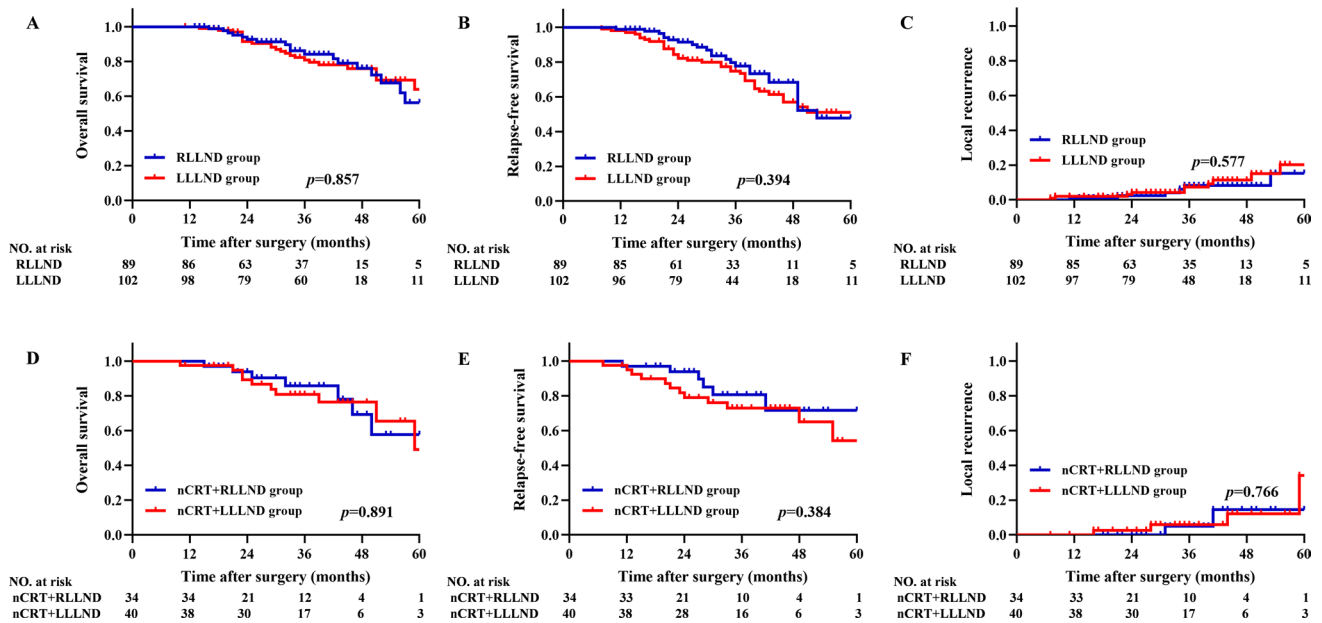 A
Overall survival
1.0
0.8
0.6
0.4
0.2
0.0
RLLND group
LLLND group
p=0.857
0 12 24 36 48 60
Time after surgery (months)
NO. at risk
RLLND 89 86 63 37 15 5
LLLND 102 98 79 60 18 11
B
Relapse-free survival
1.0
0.8
0.6
0.4
0.2
0.0
RLLND group
LLLND group
p=0.394
0 12 24 36 48 60
Time after surgery (months)
NO. at risk
RLLND 89 85 61 33 11 5
LLLND 102 96 79 44 18 11
C
Local recurrence
1.0
0.8
0.6
0.4
0.2
0.0
RLLND group
LLLND group
p=0.577
0 12 24 36 48 60
Time after surgery (months)
NO. at risk
RLLND 89 85 63 35 13 5
LLLND 102 97 79 48 18 11
D
Overall survival
1.0
0.8
0.6
0.4
0.2
0.0
nCRT+RLLND group
nCRT+LLLND group
p=0.891
0 12 24 36 48 60
Time after surgery (months)
NO. at risk
nCRT+RLLND 34 34 21 12 4 1
nCRT+LLLND 40 38 30 17 6 3
E
Relapse-free survival
1.0
0.8
0.6
0.4
0.2
0.0
nCRT+RLLND group
nCRT+LLLND group
p=0.384
0 12 24 36 48 60
Time after surgery (months)
NO. at risk
nCRT+RLLND 34 33 21 10 4 1
nCRT+LLLND 40 38 28 16 6 3
F
Local recurrence
1.0
0.8
0.6
0.4
0.2
0.0
nCRT+RLLND group
nCRT+LLLND group
p=0.766
0 12 24 36 48 60
Time after surgery (months)
NO. at risk
nCRT+RLLND 34 33 21 10 4 1
nCRT+LLLND 40 38 30 17 6 3